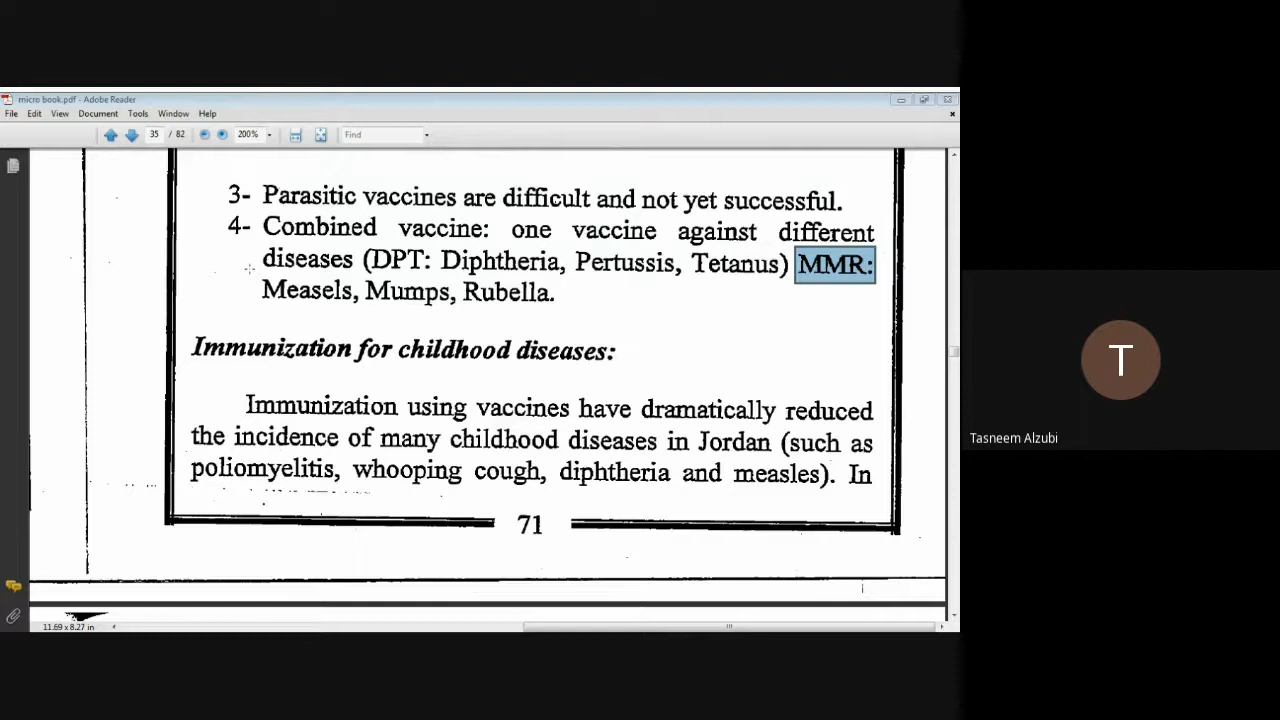 micro book.pdf - Adobe Reader
File Edit View Document Tools Window Help
35 / 82 200% Find
3- Parasitic vaccines are difficult and not yet successful.
4- Combined vaccine: one vaccine against different
diseases (DPT: Diphtheria, Pertussis, Tetanus) MMR:
Measels, Mumps, Rubella.
Immunization for childhood diseases:
Immunization using vaccines have dramatically reduced
the incidence of many childhood diseases in Jordan (such as
poliomyelitis, whooping cough, diphtheria and measles). In
71
11.69 x 8.27 in
T
Tasneem Alzubi